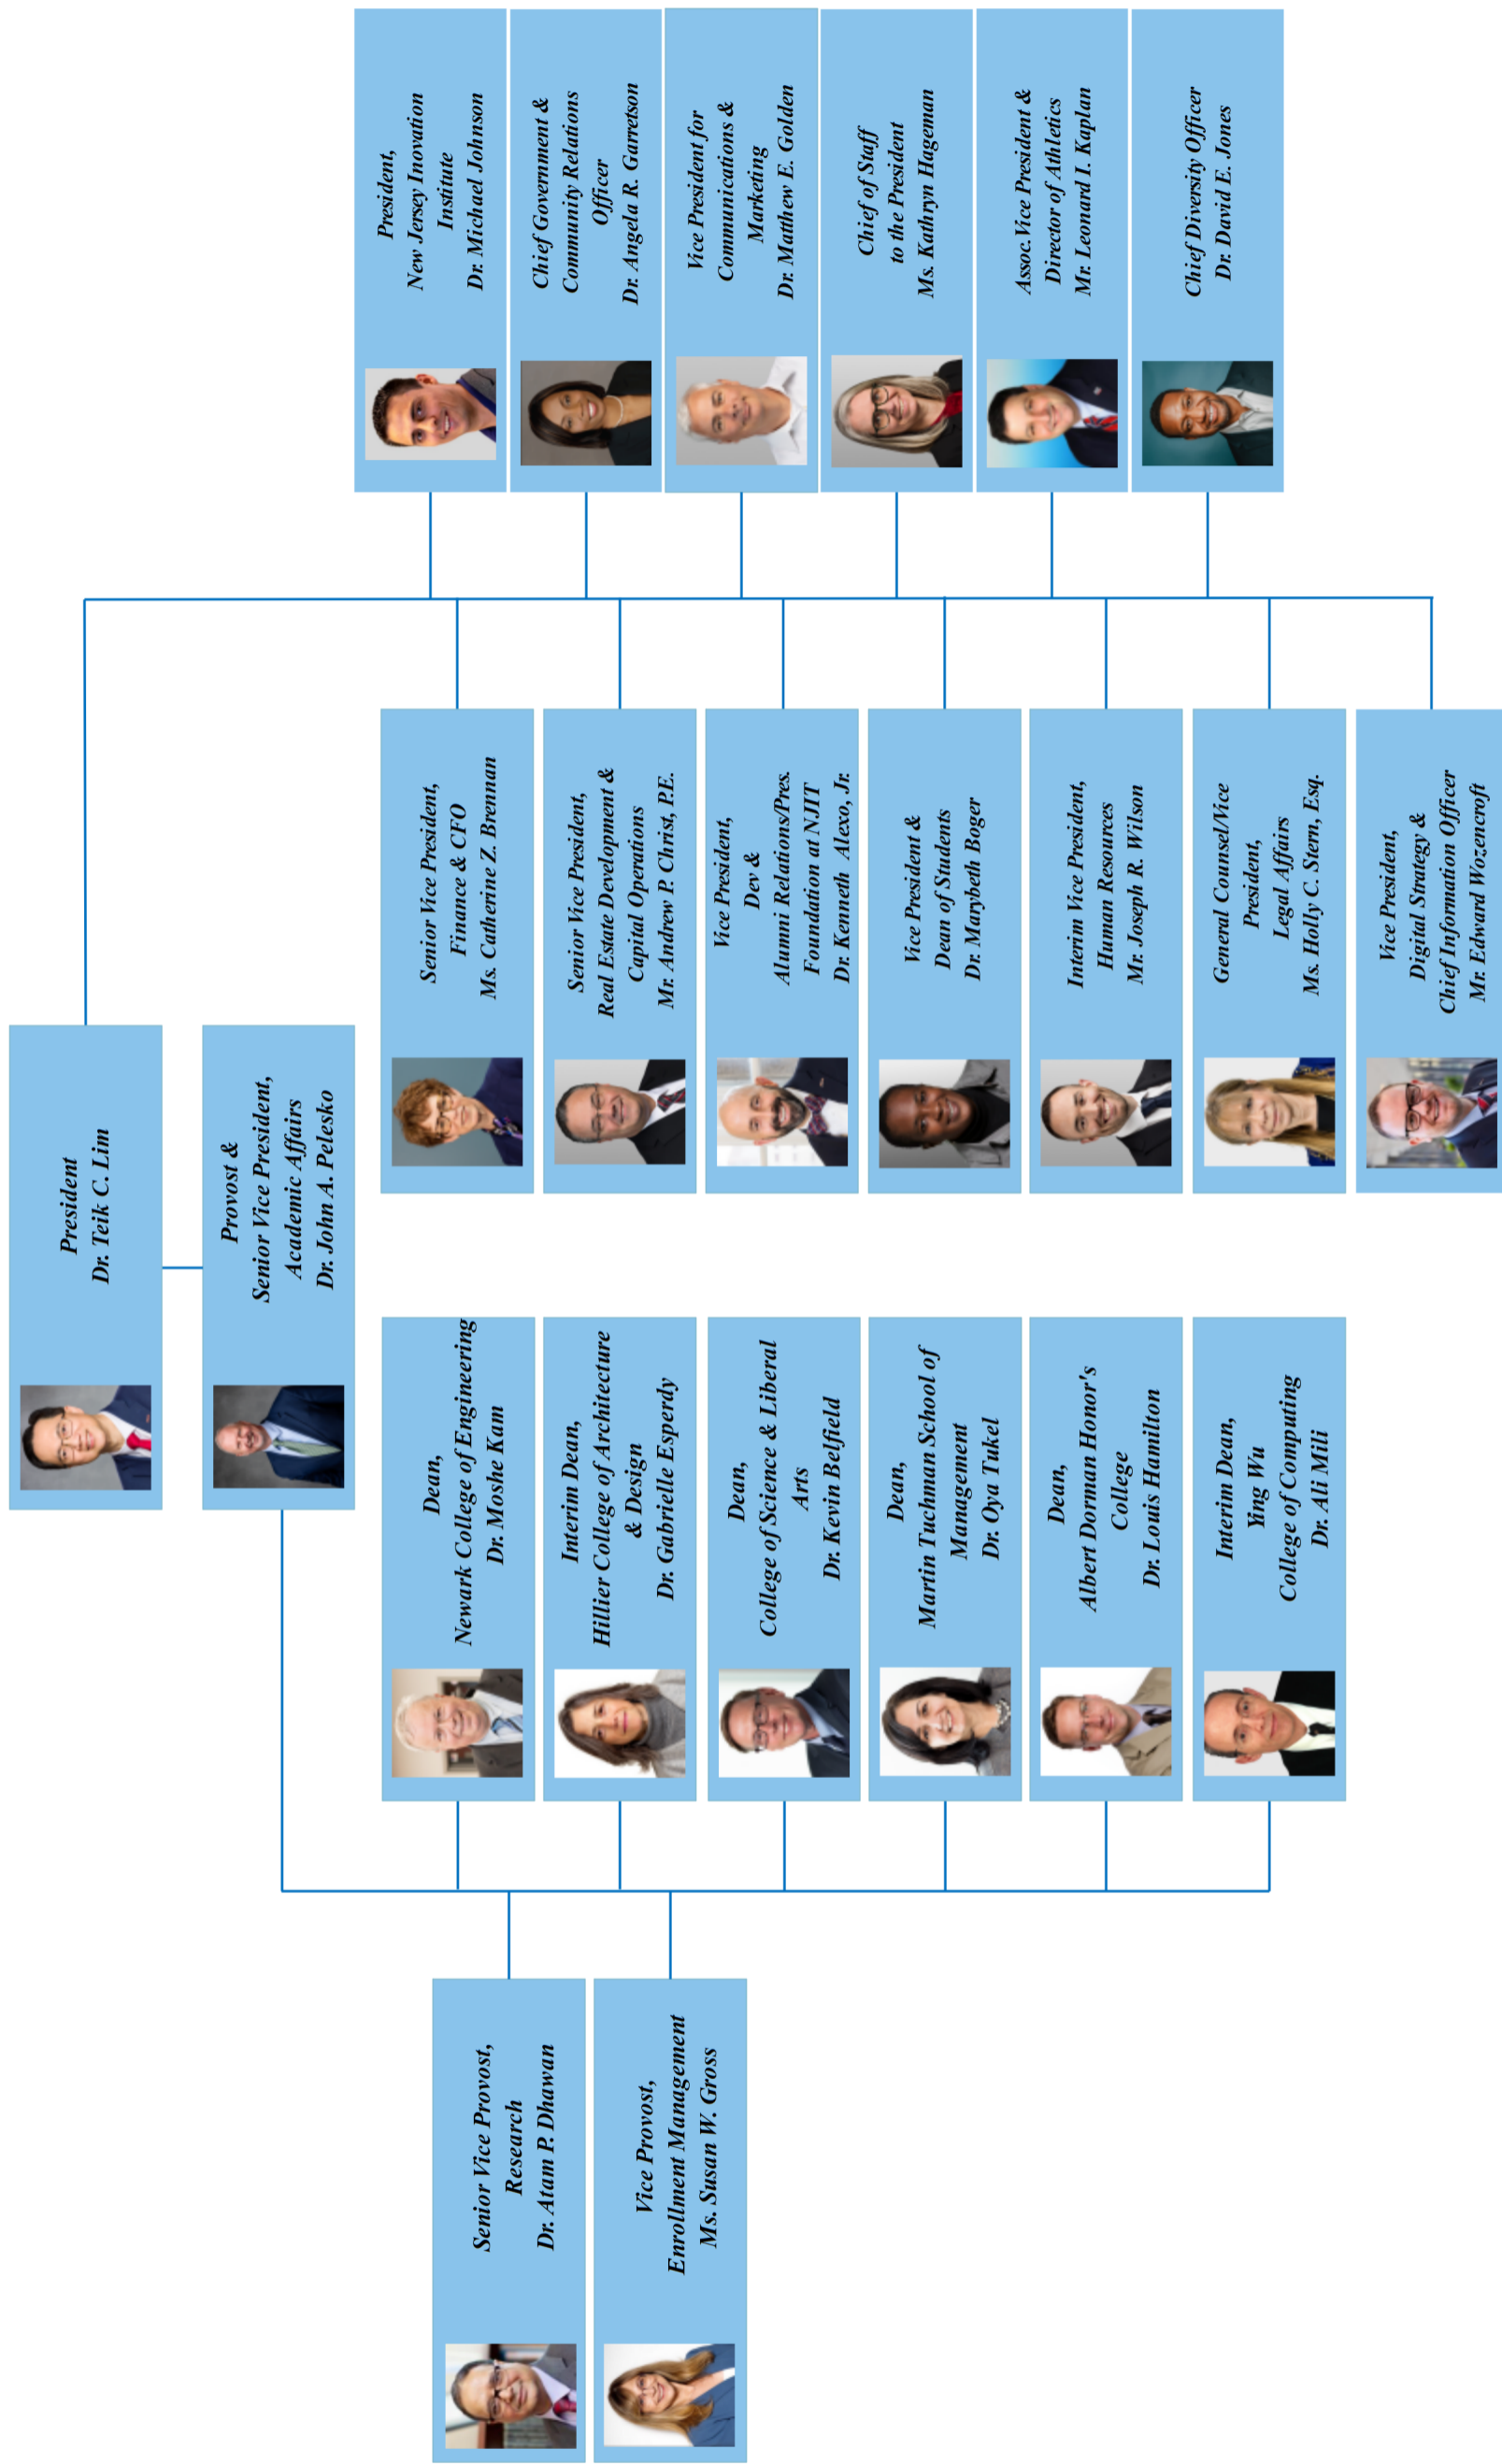 President
Dr. Teik C. Lim
Provost &
Senior Vice President,
Academic Affairs
Dr. John A. Pelesko
Senior Vice Provost,
Research
Dr. Atam P. Dhawan
Vice Provost,
Enrollment Management
Ms. Susan W. Gross
Dean,
Newark College of Engineering
Dr. Moshe Kam
Interim Dean,
Hillier College of Architecture
& Design
Dr. Gabrielle Esperdy
Dean,
College of Science & Liberal
Arts
Dr. Kevin Belfield
Dean,
Martin Tuchman School of
Management
Dr. Oya Tukel
Dean,
Albert Dorman Honor's
College
Dr. Louis Hamilton
Interim Dean,
Ying Wu
College of Computing
Dr. Ali Mili
Senior Vice President,
Finance & CFO
Ms. Catherine Z. Brennan
Senior Vice President,
Real Estate Development &
Capital Operations
Mr. Andrew P. Christ, P.E.
Vice President,
Dev &
Alumni Relations/Pres.
Foundation at NJIT
Dr. Kenneth Alexo, Jr.
Vice President &
Dean of Students
Dr. Marybeth Boger
Interim Vice President,
Human Resources
Mr. Joseph R. Wilson
General Counsel/Vice
President,
Legal Affairs
Ms. Holly C. Stern, Esq.
Vice President,
Digital Strategy &
Chief Information Officer
Mr. Edward Wozencroft
President,
New Jersey Inovation
Institute
Dr. Michael Johnson
Chief Government &
Community Relations
Officer
Dr. Angela R. Garretson
Vice President for
Communications &
Marketing
Dr. Matthew E. Golden
Chief of Staff
to the President
Ms. Kathryn Hageman
Assoc.Vice President &
Director of Athletics
Mr. Leonard I. Kaplan
Chief Diversity Officer
Dr. David E. Jones